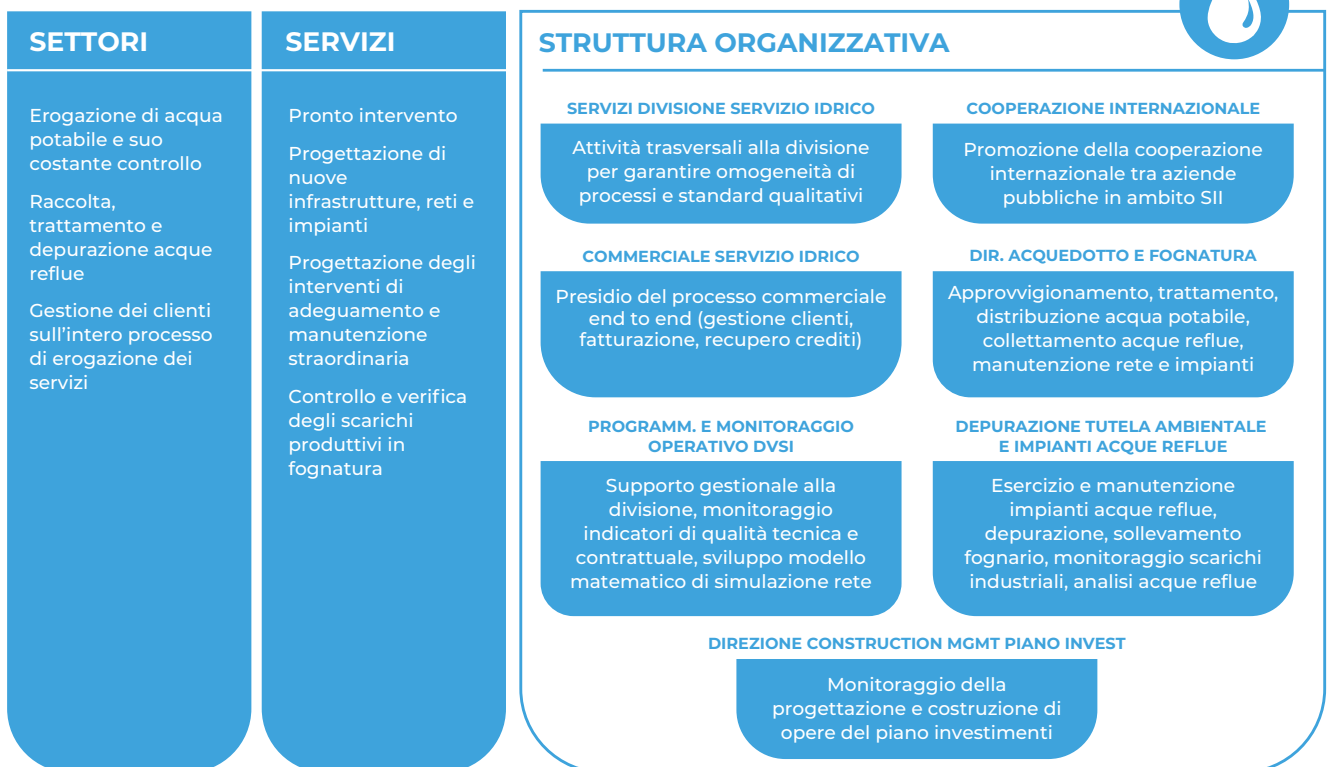 SETTORI
Erogazione di acqua
potabile e suo
costante controllo
Raccolta,
trattamento e
depurazione acque
reflue
Gestione dei clienti
sull'intero processo
di erogazione dei
servizi
SERVIZI
Pronto intervento
Progettazione di
nuove
infrastrutture, reti e
impianti
Progettazione degli
interventi di
adeguamento e
manutenzione
straordinaria
Controllo e verifica
degli scarichi
produttivi in
fognatura
STRUTTURA ORGANIZZATIVA
SERVIZI DIVISIONE SERVIZIO IDRICO
Attività trasversali alla divisione
per garantire omogeneità di
processi e standard qualitativi
COOPERAZIONE INTERNAZIONALE
Promozione della cooperazione
internazionale tra aziende
pubbliche in ambito SII
COMMERCIALE SERVIZIO IDRICO
Presidio del processo commerciale
end to end (gestione clienti,
fatturazione, recupero crediti)
DIR. ACQUEDOTTO E FOGNATURA
Approvvigionamento, trattamento,
distribuzione acqua potabile,
collettamento acque reflue,
manutenzione rete e impianti
PROGRAMM. E MONITORAGGIO
OPERATIVO DVSI
Supporto gestionale alla
divisione, monitoraggio
indicatori di qualità tecnica e
contrattuale, sviluppo modello
matematico di simulazione rete
DEPURAZIONE TUTELA AMBIENTALE
E IMPIANTI ACQUE REFLUE
Esercizio e manutenzione
impianti acque reflue,
depurazione, sollevamento
fognario, monitoraggio scarichi
industriali, analisi acque reflue
DIREZIONE CONSTRUCTION MGMT PIANO INVEST
Monitoraggio della
progettazione e costruzione di
opere del piano investimenti